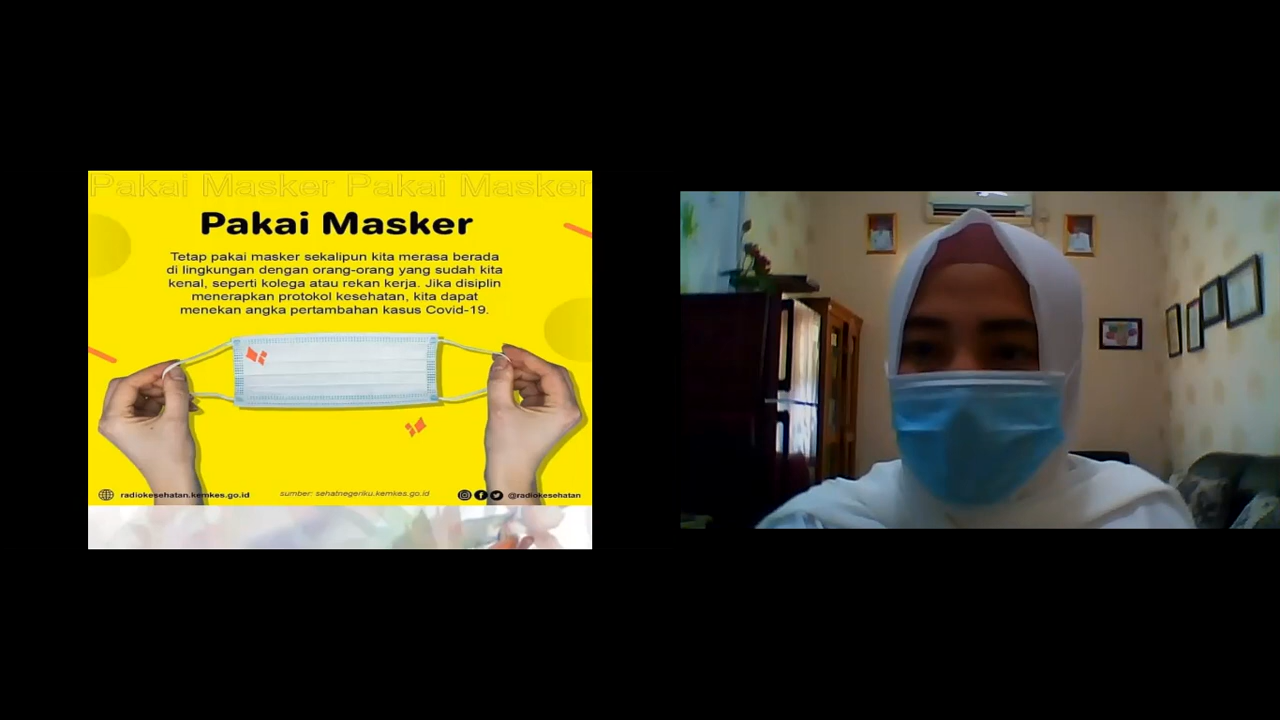 Pakai Masker Pakai Masker
Pakai Masker
Tetap pakai masker sekalipun kita merasa berada
di lingkungan dengan orang-orang yang sudah kita
kenal, seperti kolega atau rekan kerja. Jika disiplin
menerapkan protokol kesehatan, kita dapat
menekan angka pertambahan kasus Covid-19.
radiokesehatan.kemkes.go.id
sumber: sehatnegeriku.kemkes.go.id
@radiokesehatan